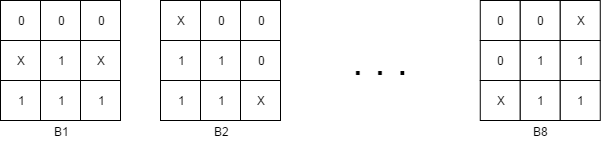 0 0 0 X 0 0 0 0 X
X 1 X 1 1 0 . . . 0 1 1
1 1 1 1 1 X X 1 1
B1 B2 B8